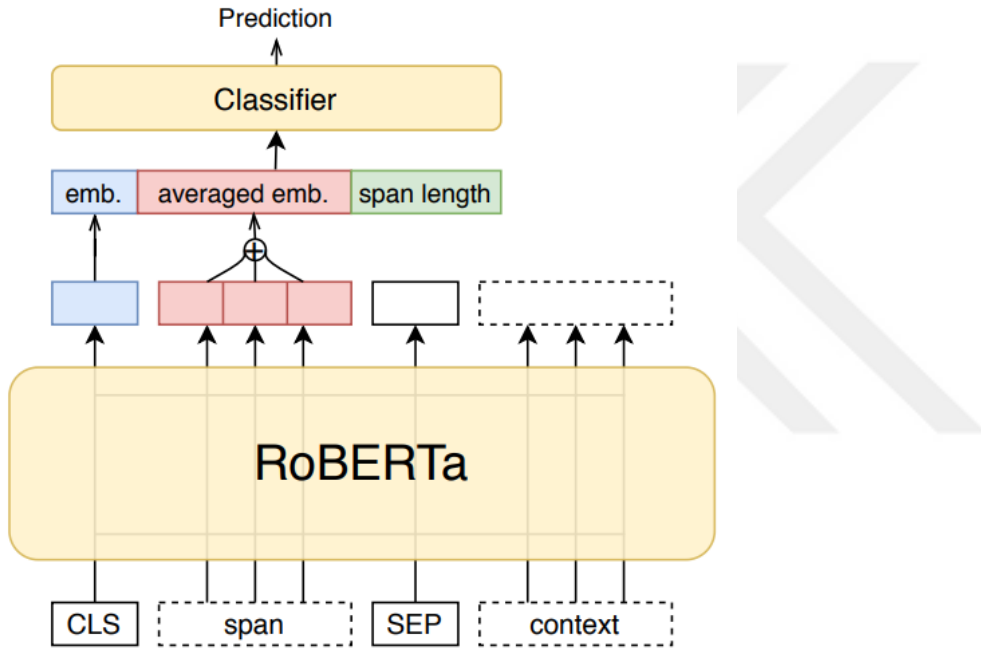 Prediction
Classifier
emb. averaged emb. span length
+
RoBERTa
CLS span SEP context